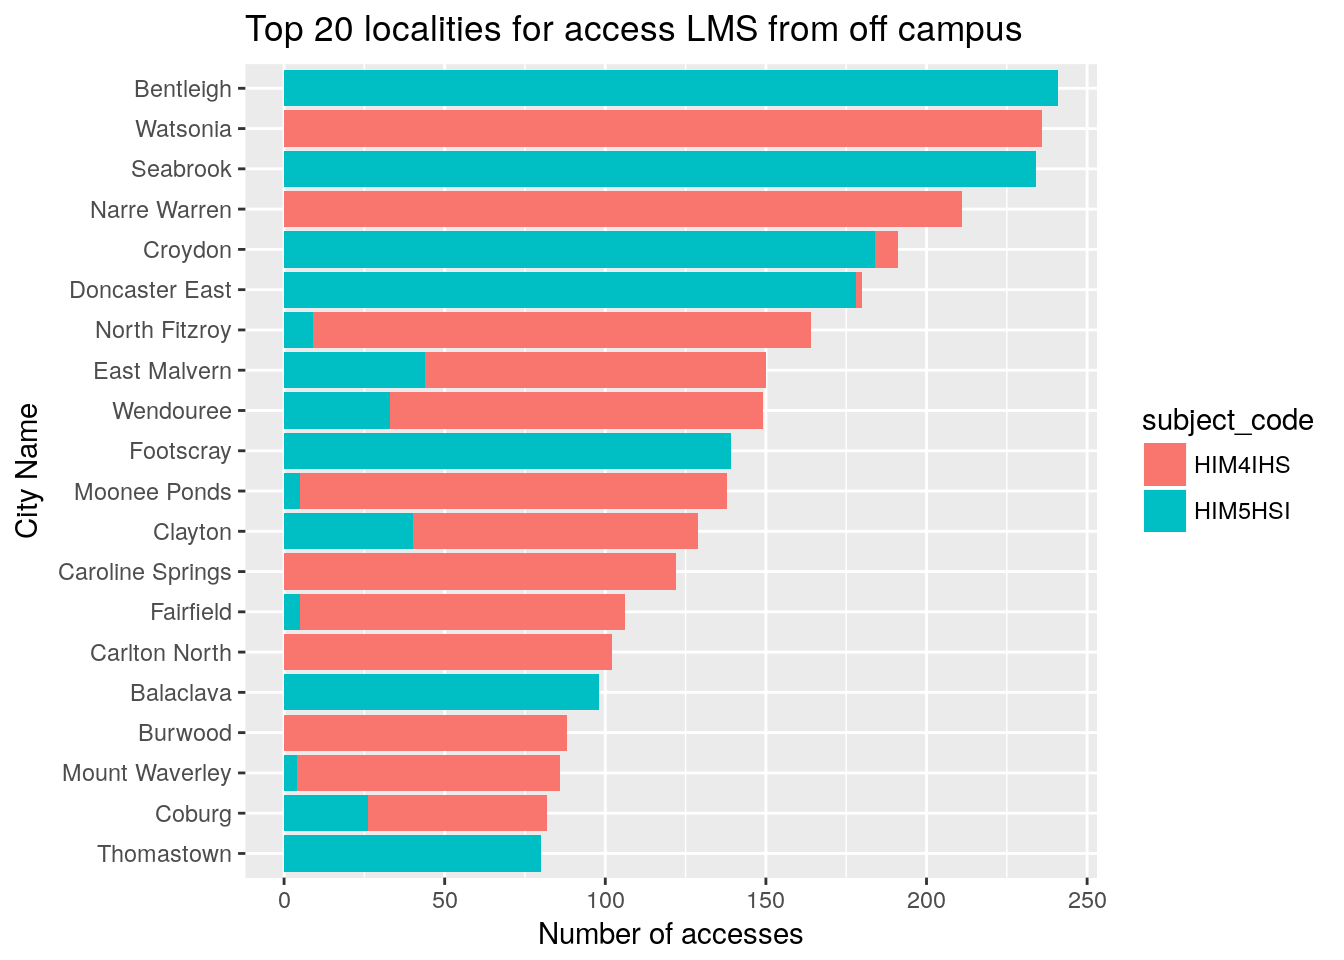 Top 20 localities for access LMS from off campus
City Name
Bentleigh
Watsonia
Seabrook
Narre Warren
Croydon
Doncaster East
North Fitzroy
East Malvern
Wendouree
Footscray
Moonee Ponds
Clayton
Caroline Springs
Fairfield
Carlton North
Balaclava
Burwood
Mount Waverley
Coburg
Thomastown
0 50 100 150 200 250
Number of accesses
subject_code
HIM4IHS
HIM5HSI